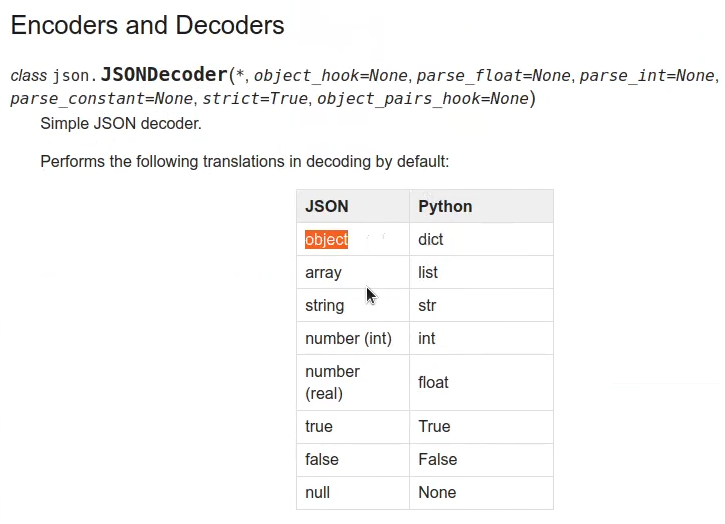 Encoders and Decoders
class json.JSONDecoder(*, object_hook=None, parse_float=None, parse_int=None,
parse_constant=None, strict=True, object_pairs_hook=None)
Simple JSON decoder.
Performs the following translations in decoding by default:
JSON Python
object dict
array list
string str
number (int) int
number (real) float
true True
false False
null None